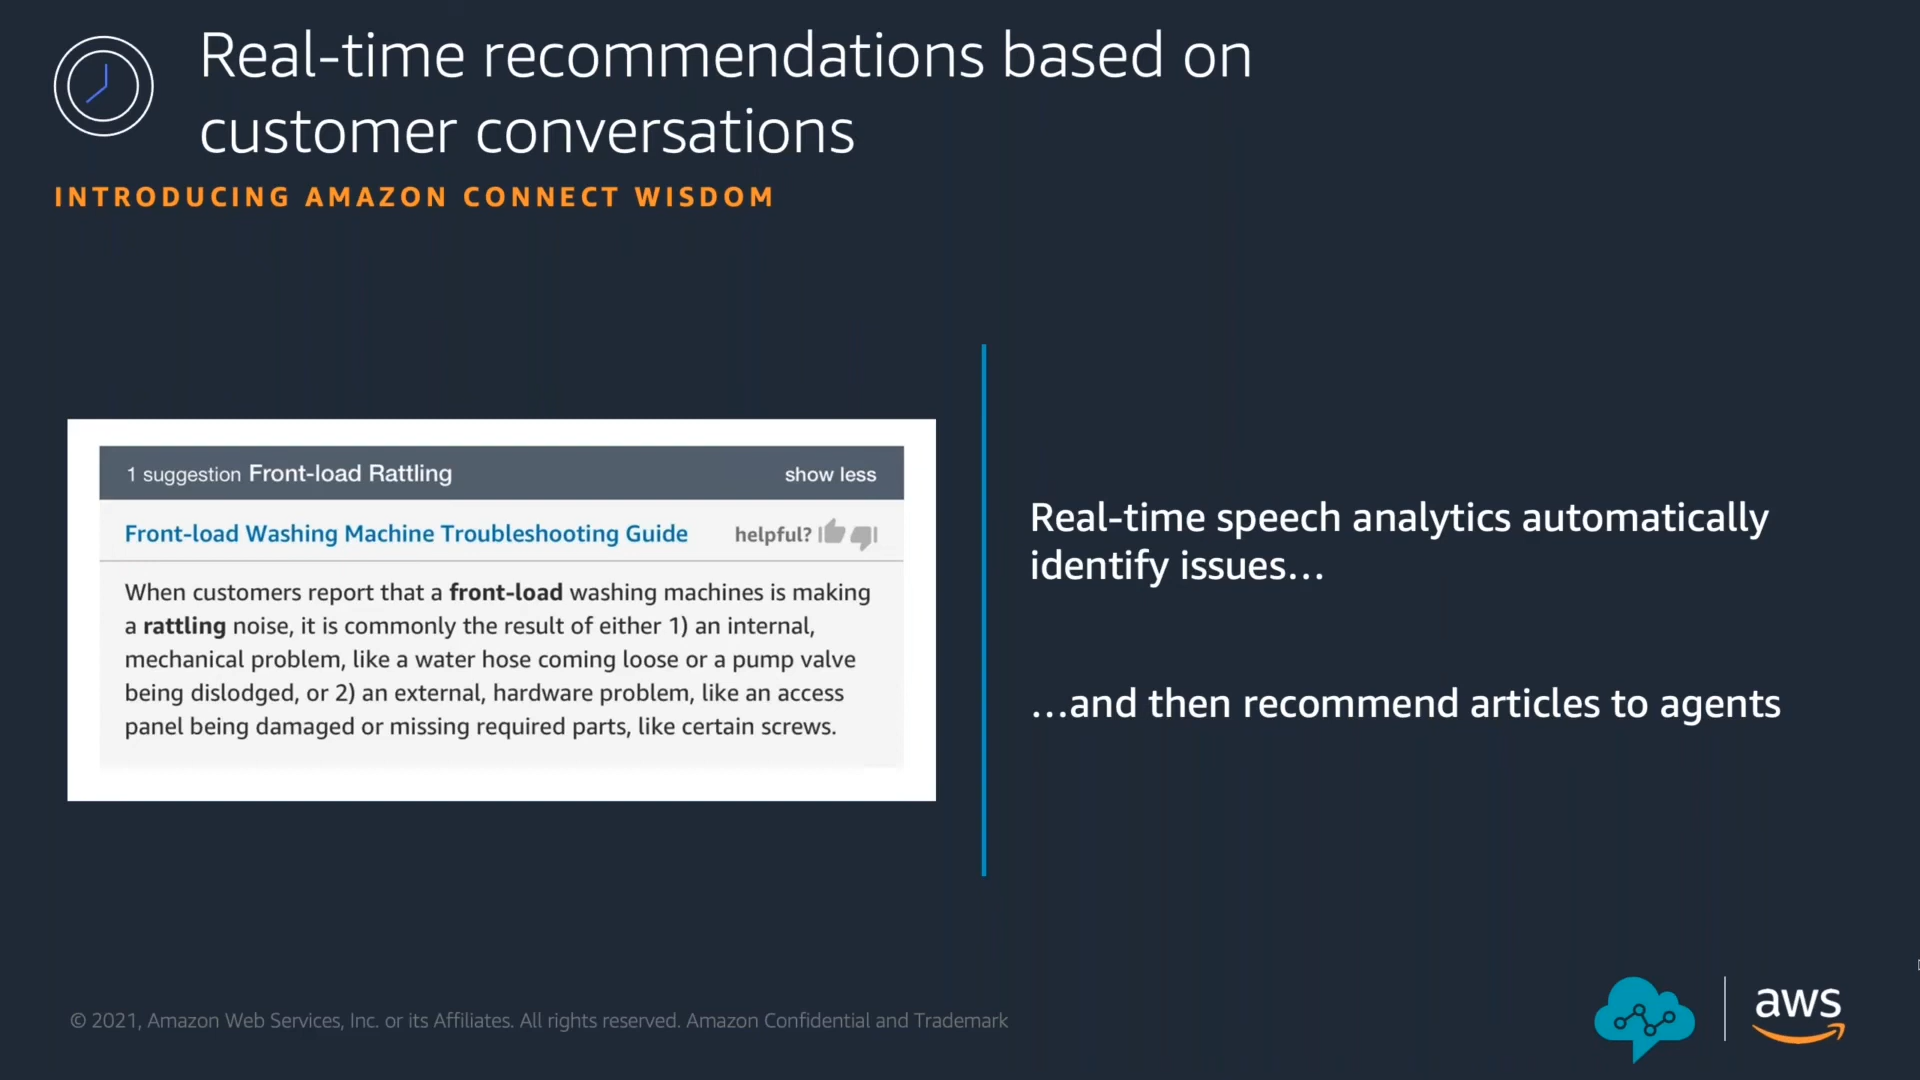 Real-time recommendations based on
customer conversations
INTRODUCING AMAZON CONNECT WISDOM
1 suggestion Front-load Rattling show less
Front-load Washing Machine Troubleshooting Guide helpful?
When customers report that a front-load washing machines is making
a rattling noise, it is commonly the result of either 1) an internal,
mechanical problem, like a water hose coming loose or a pump valve
being dislodged, or 2) an external, hardware problem, like an access
panel being damaged or missing required parts, like certain screws.
Real-time speech analytics automatically
identify issues...
...and then recommend articles to agents
© 2021, Amazon Web Services, Inc. or its Affiliates. All rights reserved. Amazon Confidential and Trademark
aws